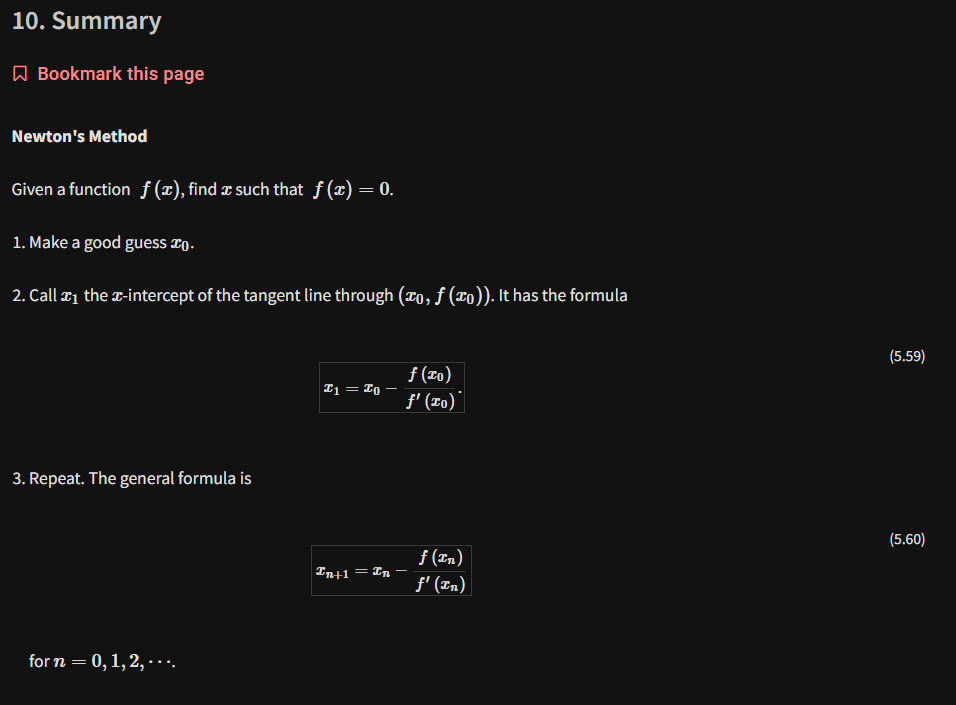 10. Summary
Bookmark this page
Newton's Method
Given a function f (x), find x such that f (x) = 0.
1. Make a good guess x₀.
2. Call x₁ the x-intercept of the tangent line through (x₀, f (x₀)). It has the formula
(5.59)
x₁ = x₀ − f (x₀) / f′ (x₀).
3. Repeat. The general formula is
(5.60)
xₙ₊₁ = xₙ − f (xₙ) / f′ (xₙ)
for n = 0, 1, 2, ⋯.